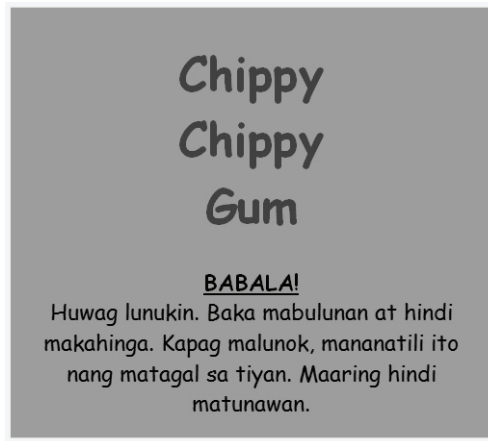 Chippy
Chippy
Gum
BABALA!
Huwag lunukin. Baka mabulunan at hindi
makahinga. Kapag malunok, mananatili ito
nang matagal sa tiyan. Maaring hindi
matunawan.